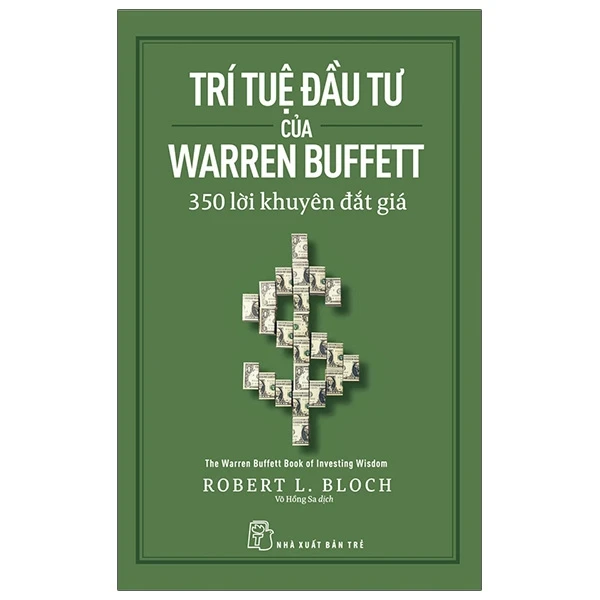 TRÍ TUỆ ĐẦU TƯ
CỦA
WARREN BUFFETT
350 lời khuyên đắt giá
The Warren Buffett Book of Investing Wisdom
ROBERT L. BLOCH
Võ Hồng Sa dịch
NHÀ XUẤT BẢN TRẺ